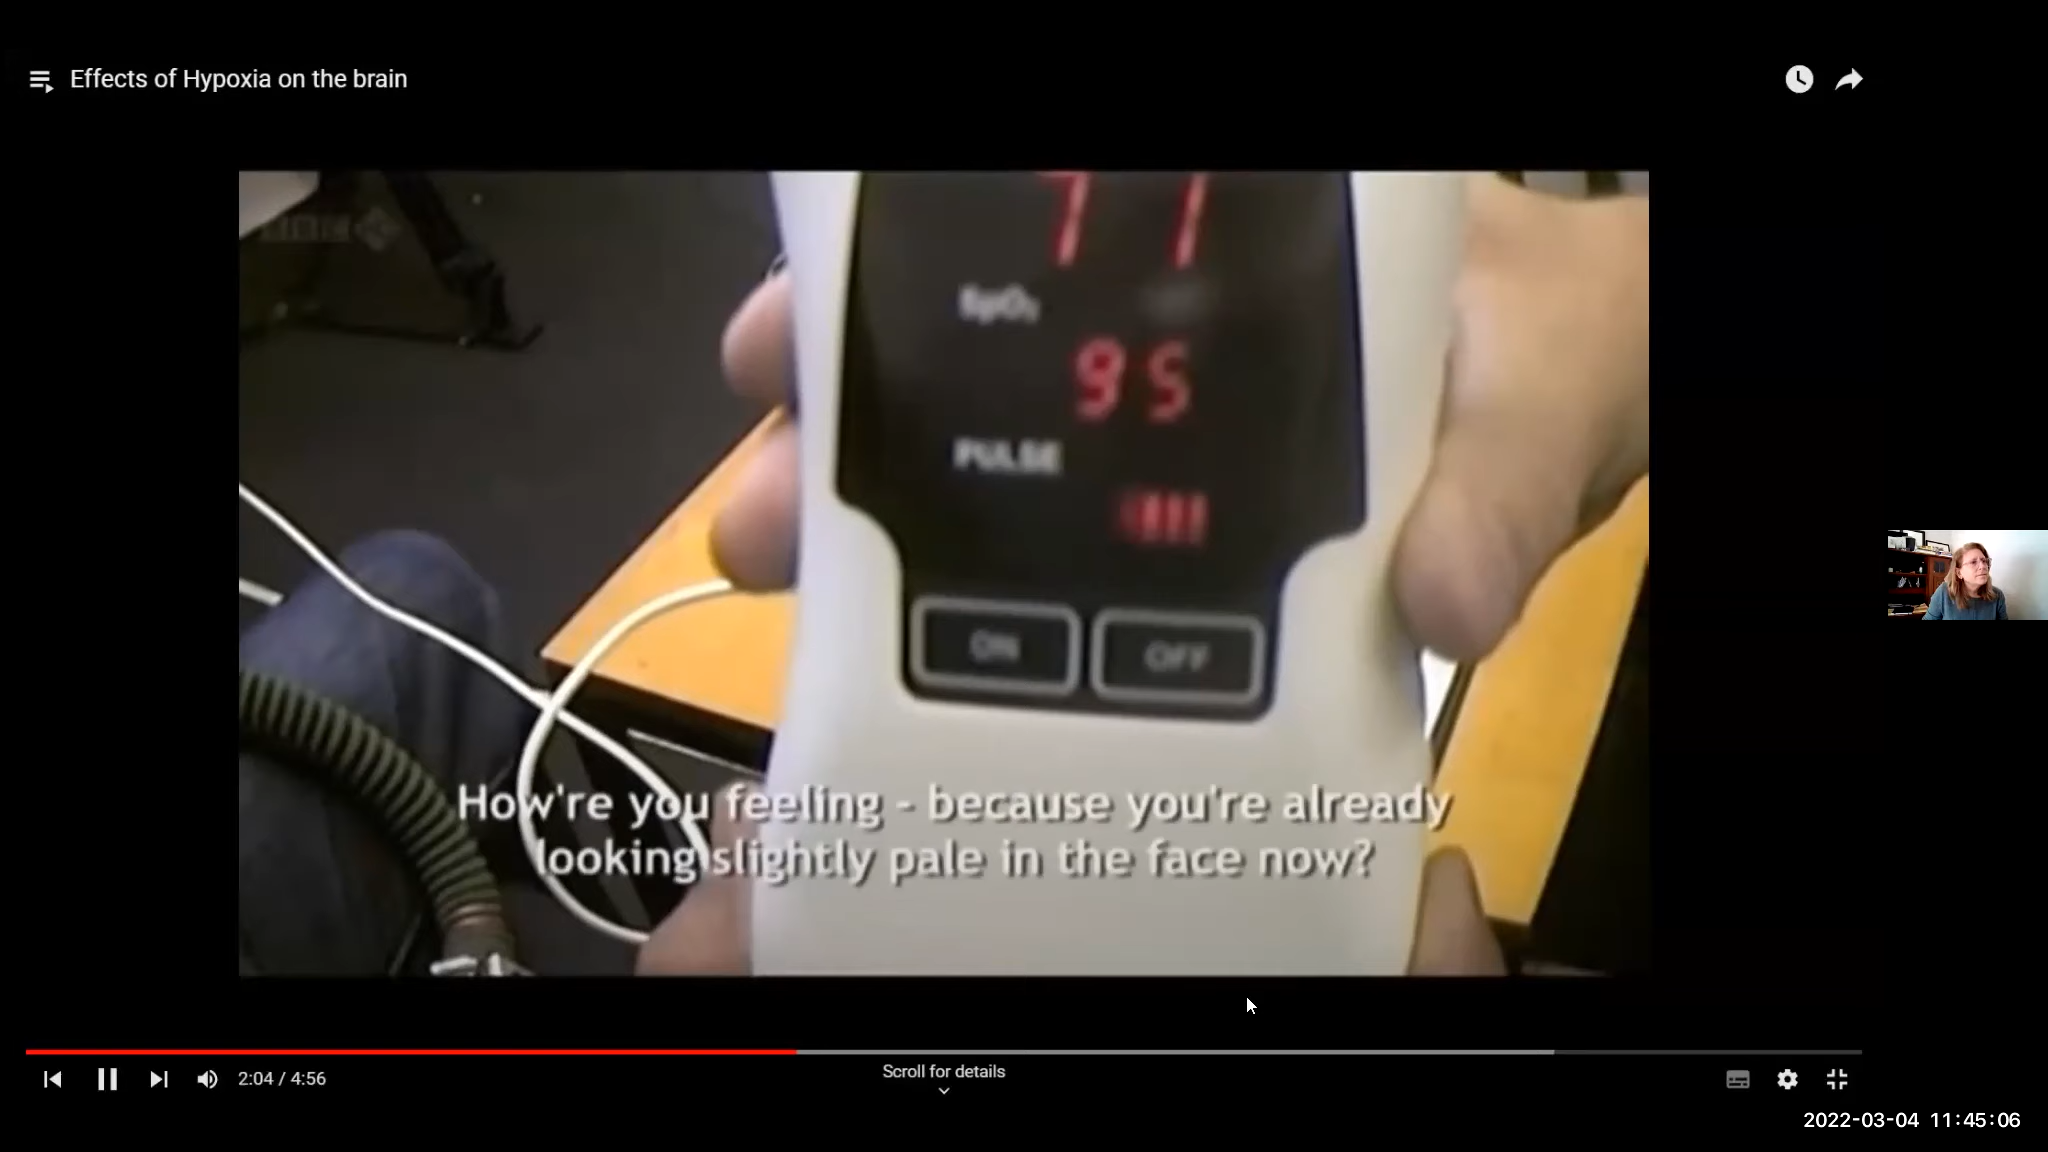 Effects of Hypoxia on the brain
SpO₂
95
PULSE
ON
OFF
How're you feeling - because you're already
looking slightly pale in the face now?
2:04 / 4:56
Scroll for details
2022-03-04 11:45:06